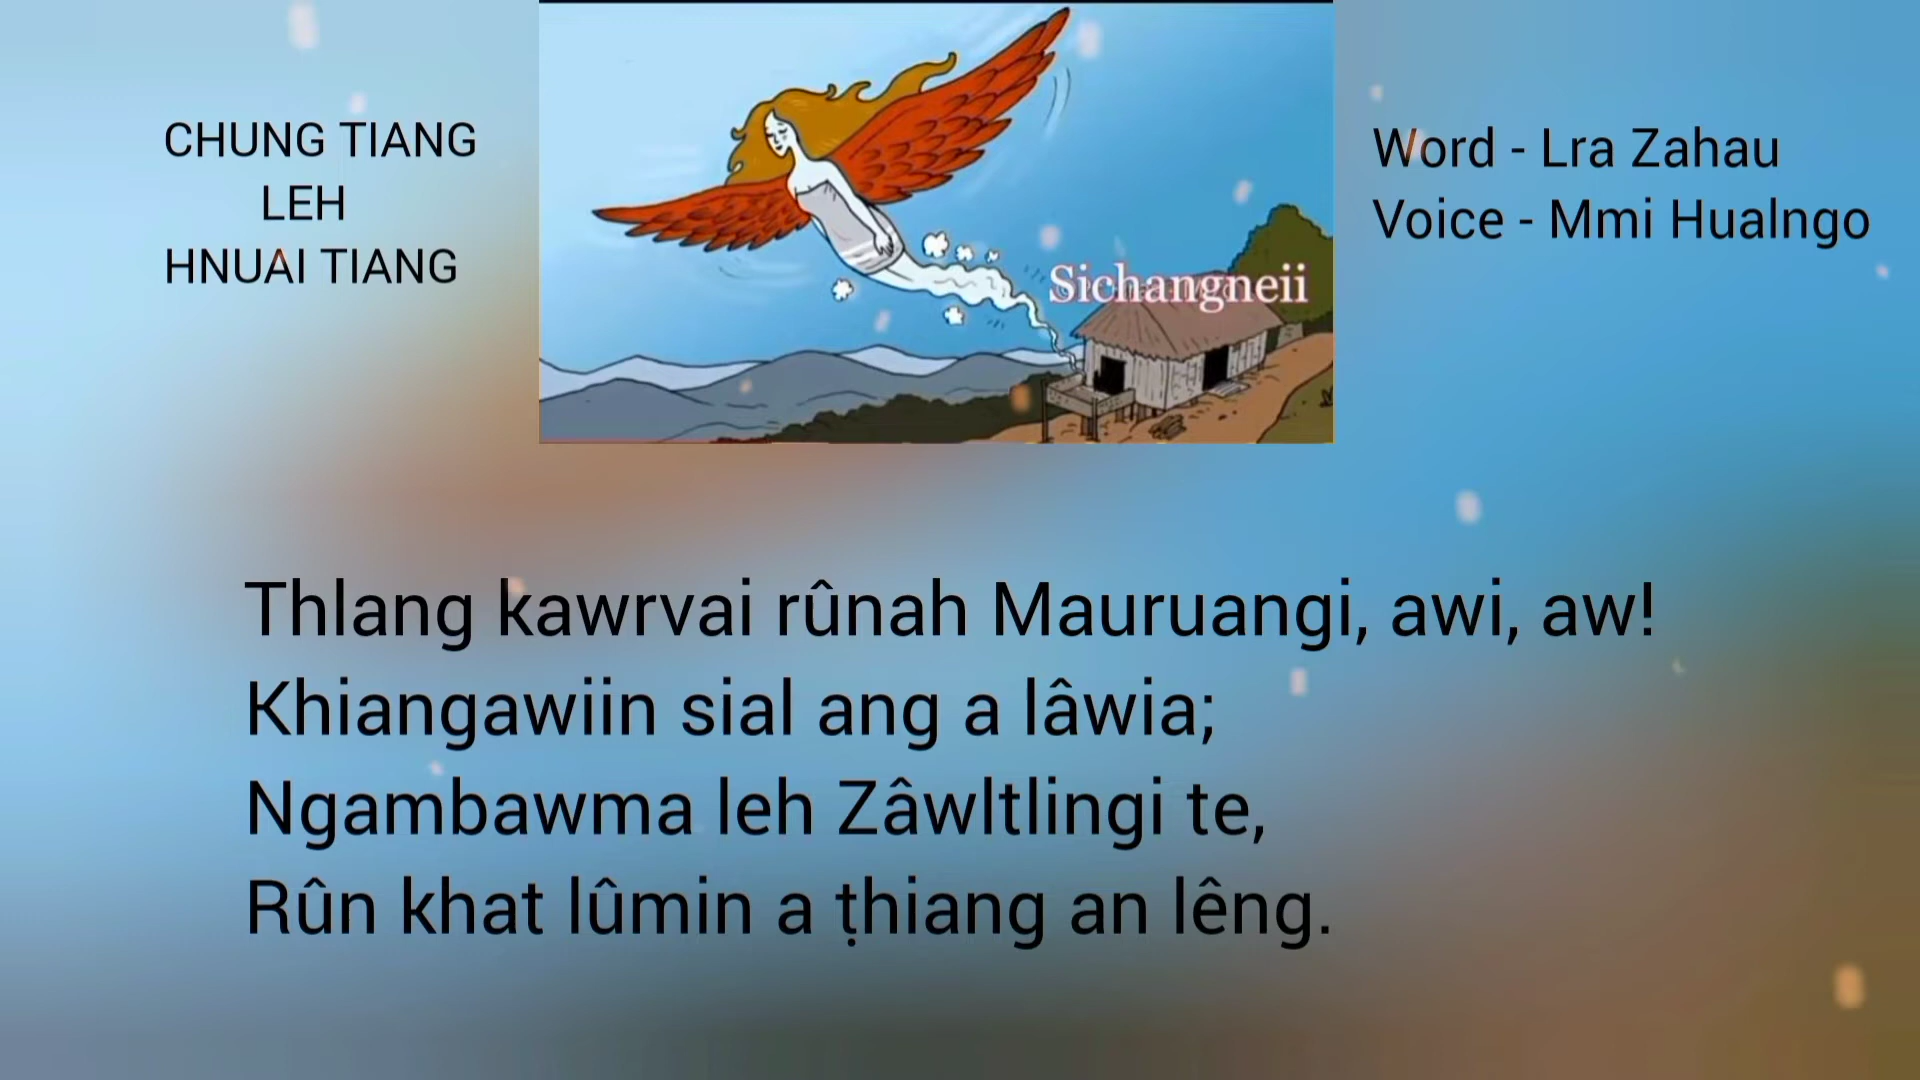 CHUNG TIANG
LEH
HNUAI TIANG
Sichangneii
Word - Lra Zahau
Voice - Mmi Hualngo
Thlang kawrvai rûnah Mauruangi, awi, aw!
Khiangawiin sial ang a lâwia;
Ngambawma leh Zâwltlingi te,
Rûn khat lûmin a ṭhiang an lêng.